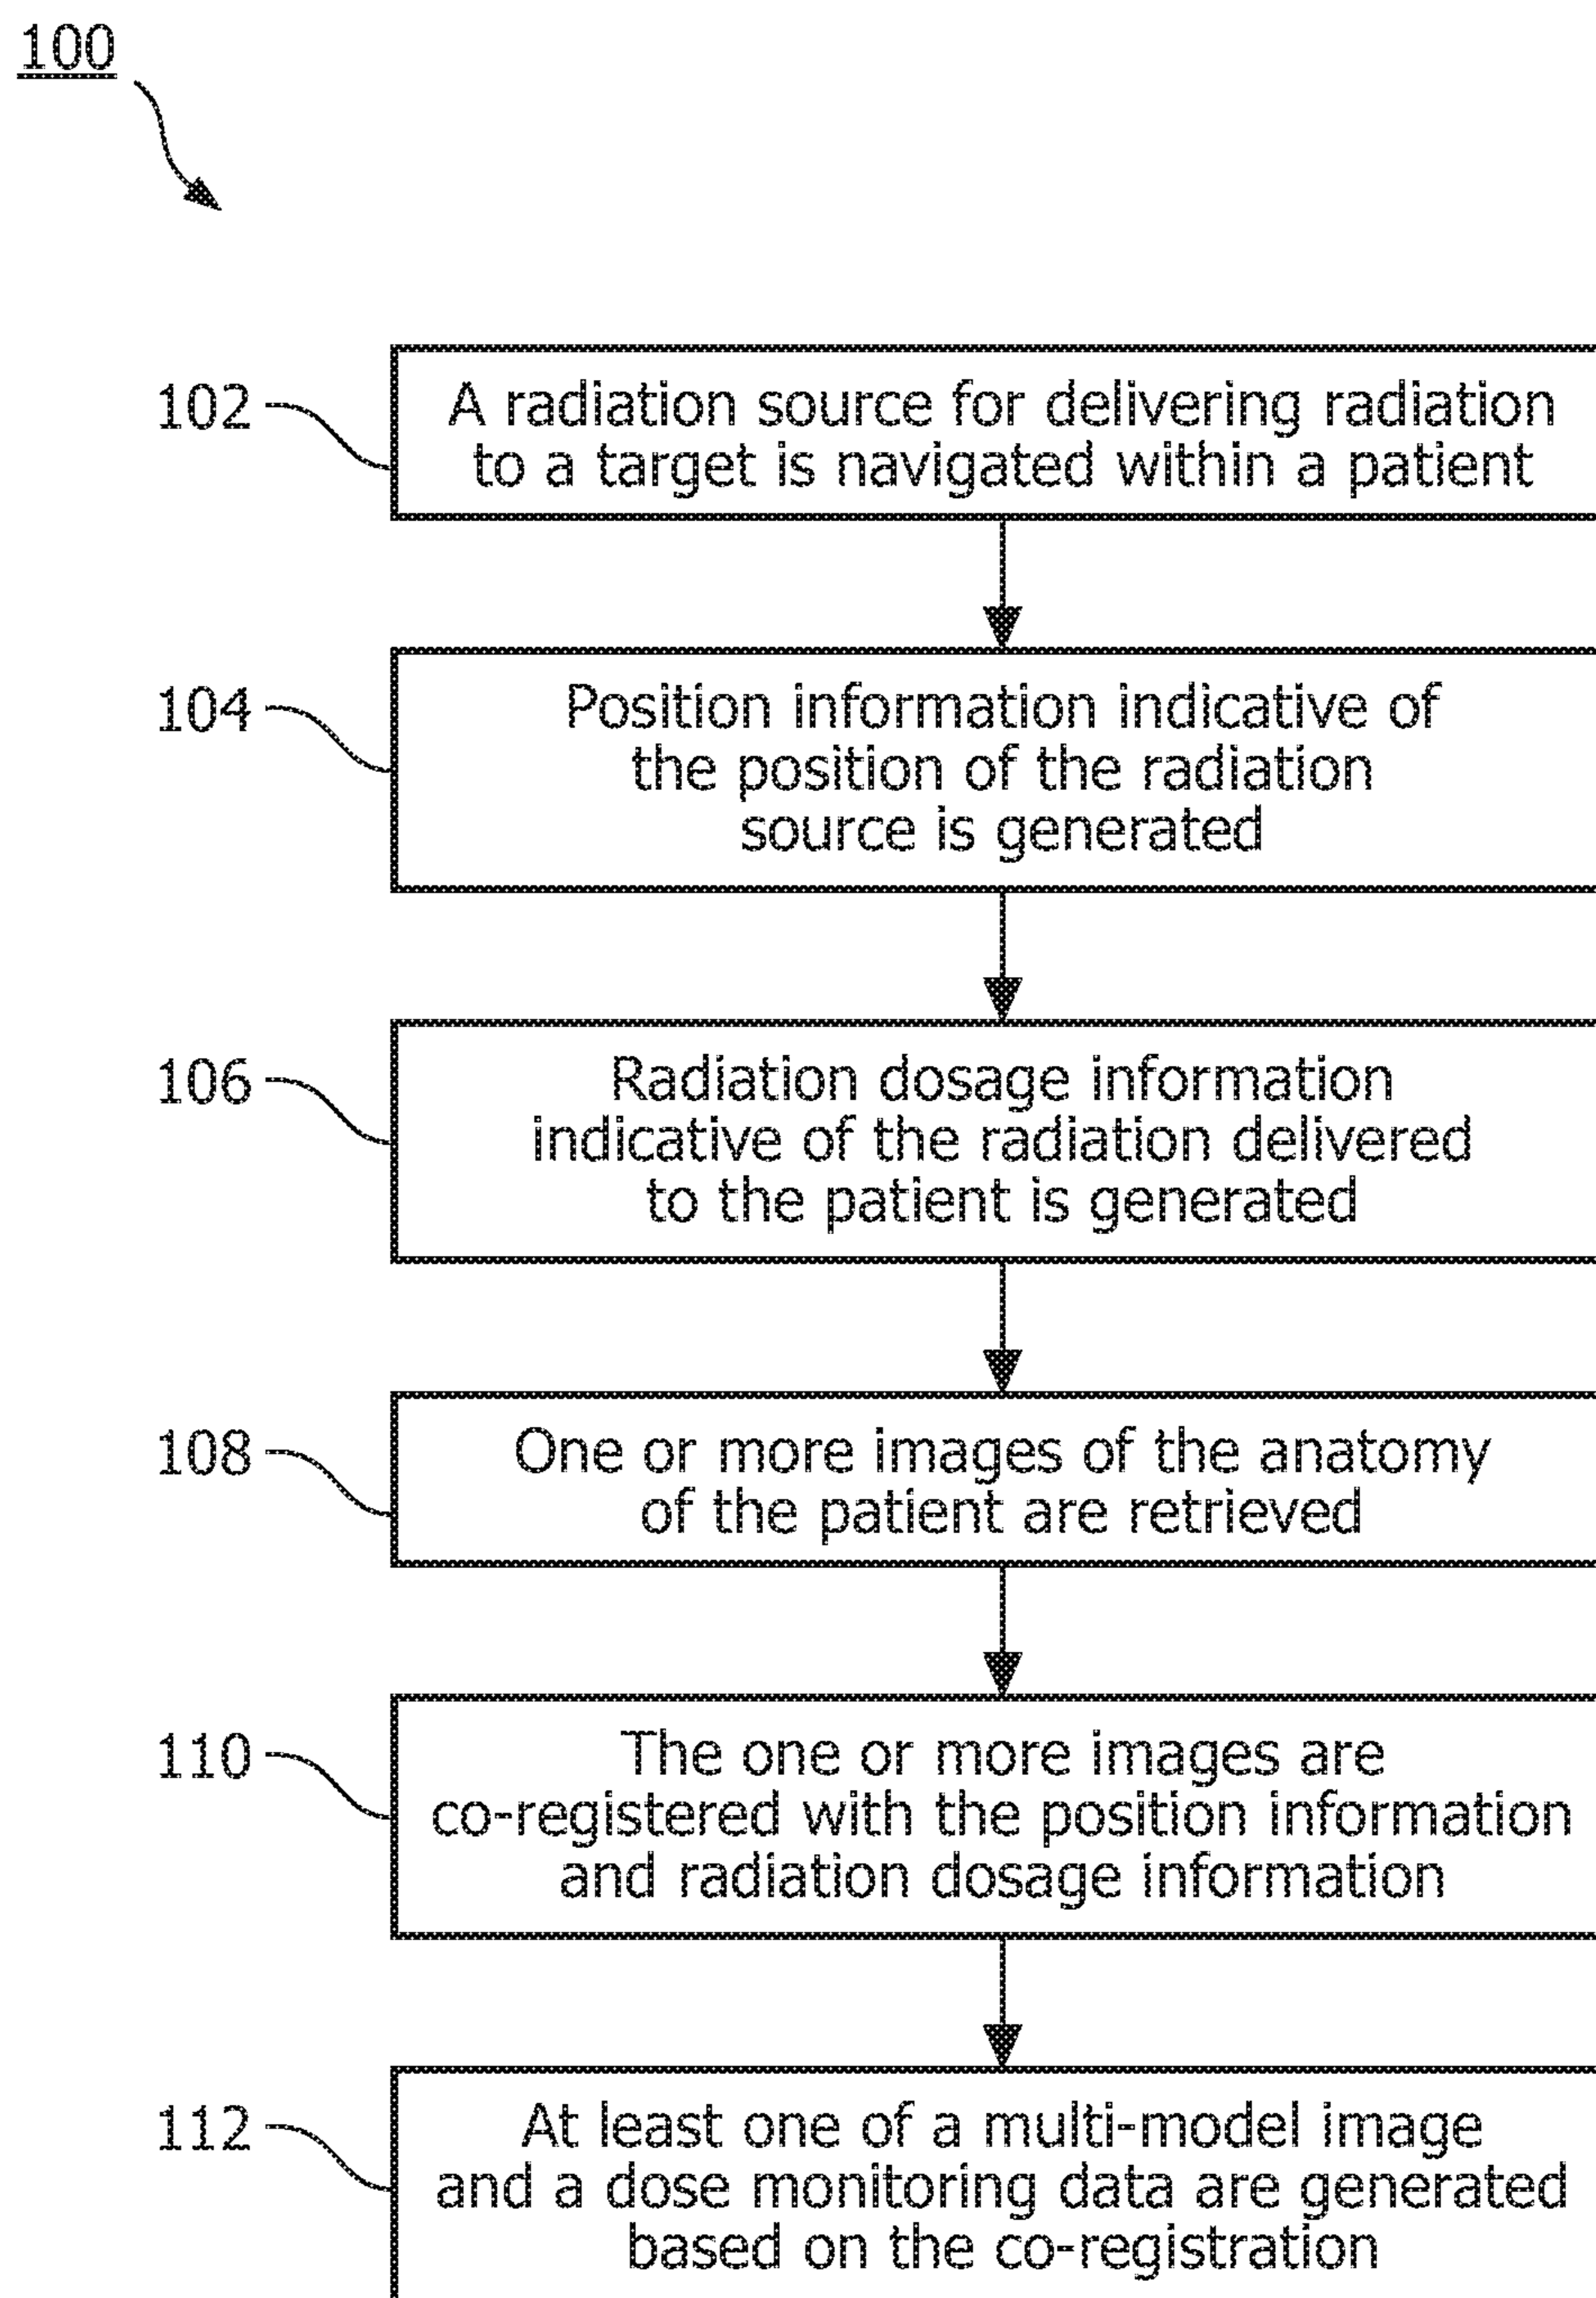 100
102
A radiation source for delivering radiation
to a target is navigated within a patient
104
Position information indicative of
the position of the radiation
source is generated
106
Radiation dosage information
indicative of the radiation delivered
to the patient is generated
108
One or more images of the anatomy
of the patient are retrieved
110
The one or more images are
co-registered with the position information
and radiation dosage information
112
At least one of a multi-model image
and a dose monitoring data are generated
based on the co-registration